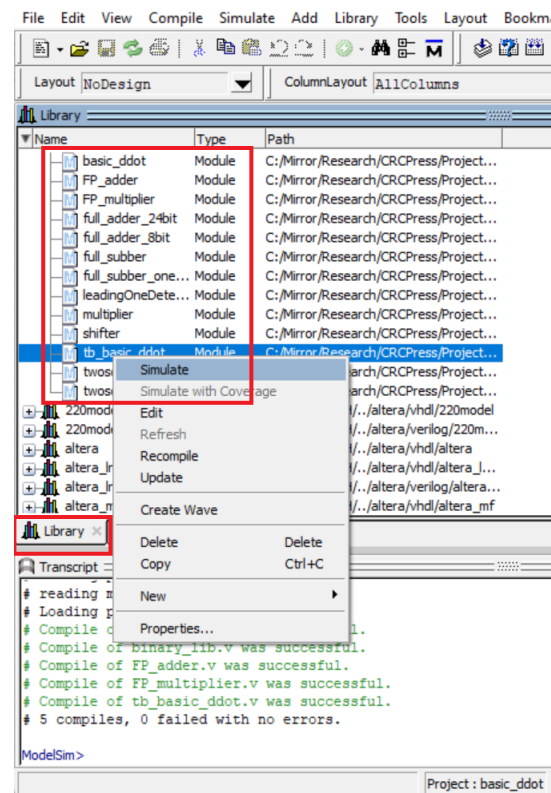 File Edit View Compile Simulate Add Library Tools Layout Bookma
Layout NoDesign ColumnLayout AllColumns
Library
Name Type Path
basic_ddot Module C:/Mirror/Research/CRCPress/Project...
FP_adder Module C:/Mirror/Research/CRCPress/Project...
FP_multiplier Module C:/Mirror/Research/CRCPress/Project...
full_adder_24bit Module C:/Mirror/Research/CRCPress/Project...
full_adder_8bit Module C:/Mirror/Research/CRCPress/Project...
full_subber Module C:/Mirror/Research/CRCPress/Project...
full_subber_one... Module C:/Mirror/Research/CRCPress/Project...
leadingOneDete... Module C:/Mirror/Research/CRCPress/Project...
multiplier Module C:/Mirror/Research/CRCPress/Project...
shifter Module C:/Mirror/Research/CRCPress/Project...
tb_basic_ddot Module C:/Mirror/Research/CRCPress/Project...
twos arch/CRCPress/Project...
twos arch/CRCPress/Project...
220mode /../altera/vhdl/220model
220mode /../altera/verilog/220m...
altera /../altera/vhdl/altera
altera_ln /../altera/vhdl/altera_l...
altera_ln /../altera/verilog/altera...
altera_m /../altera/vhdl/altera_mf
Simulate
Simulate with Coverage
Edit
Refresh
Recompile
Update
Create Wave
Delete Delete
Copy Ctrl+C
New
Properties...
Library
Transcript
# reading m
# Loading p
# Compile o l.
# Compile of binary_lib.v was successful.
# Compile of FP_adder.v was successful.
# Compile of FP_multiplier.v was successful.
# Compile of tb_basic_ddot.v was successful.
# 5 compiles, 0 failed with no errors.
ModelSim>
Project : basic_ddot